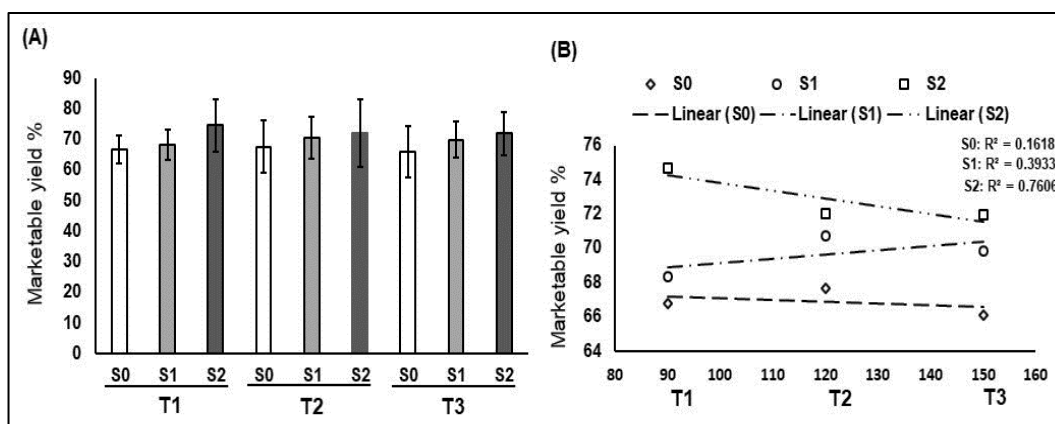 (A)
Marketable yield %
90
80
70
60
50
40
30
20
10
0
S0 S1 S2 S0 S1 S2 S0 S1 S2
T1 T2 T3
(B)
S0 S1 S2
Linear (S0) Linear (S1) Linear (S2)
S0: R² = 0.1618
S1: R² = 0.3933
S2: R² = 0.7606
Marketable yield %
76
74
72
70
68
66
64
80 90 100 110 120 130 140 150 160
T1 T2 T3